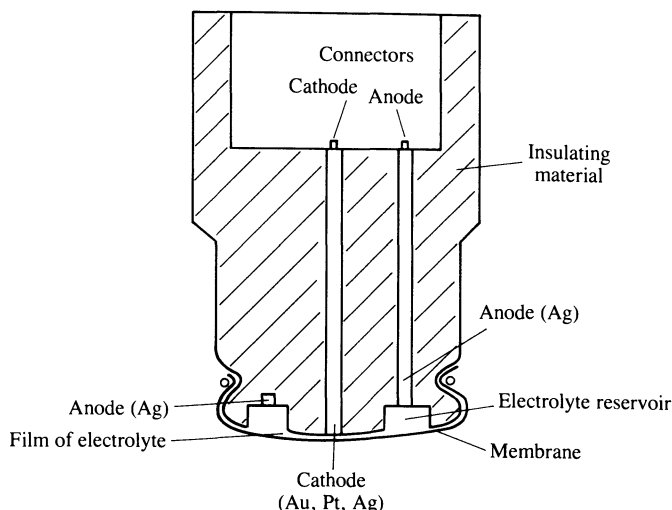 Connectors
Cathode
Anode
Insulating
material
Anode (Ag)
Anode (Ag)
Electrolyte reservoir
Film of electrolyte
Membrane
Cathode
(Au, Pt, Ag)